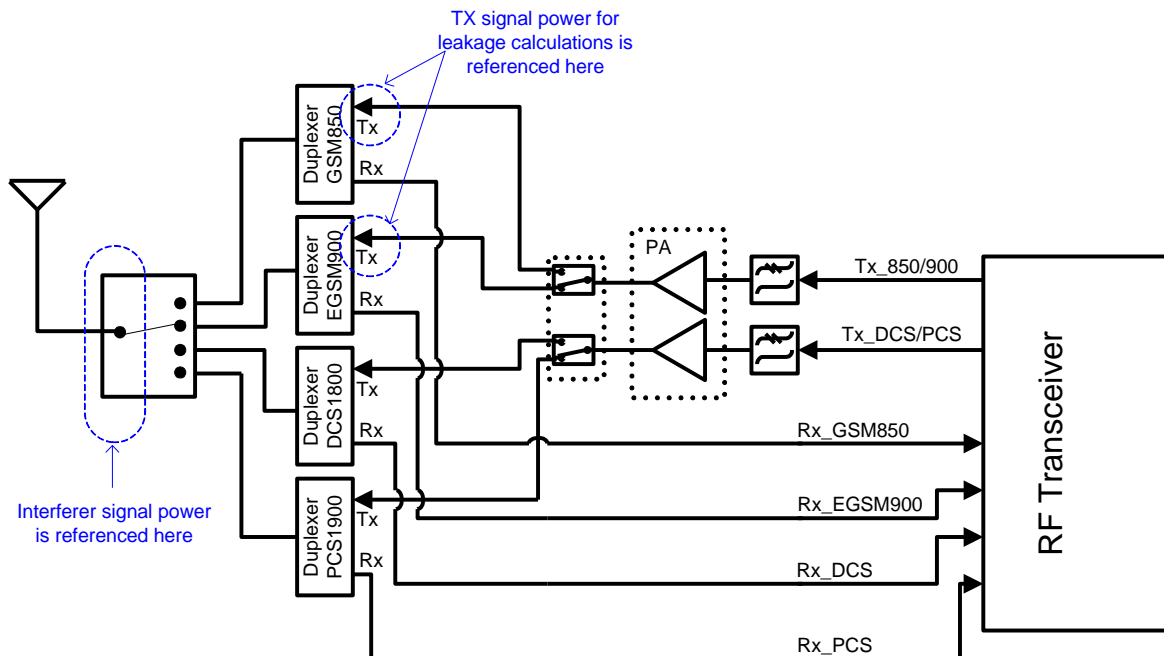 TX signal power for
leakage calculations is
referenced here
Duplexer
GSM850
Tx
Rx
Duplexer
EGSM900
Tx
Rx
Duplexer
DCS1800
Tx
Rx
Duplexer
PCS1900
Tx
Rx
PA
Tx_850/900
Tx_DCS/PCS
Rx_GSM850
Rx_EGSM900
Rx_DCS
Rx_PCS
RF Transceiver
Interferer signal power
is referenced here